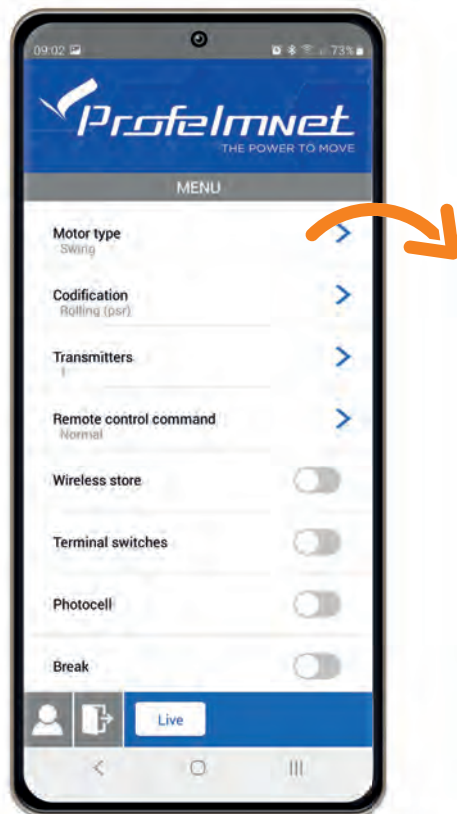 09:02 73%
Profelmnet
THE POWER TO MOVE
MENU
Motor type
Swing
Codification
Rolling (psr)
Transmitters
1
Remote control command
Normal
Wireless store
Terminal switches
Photocell
Break
Live